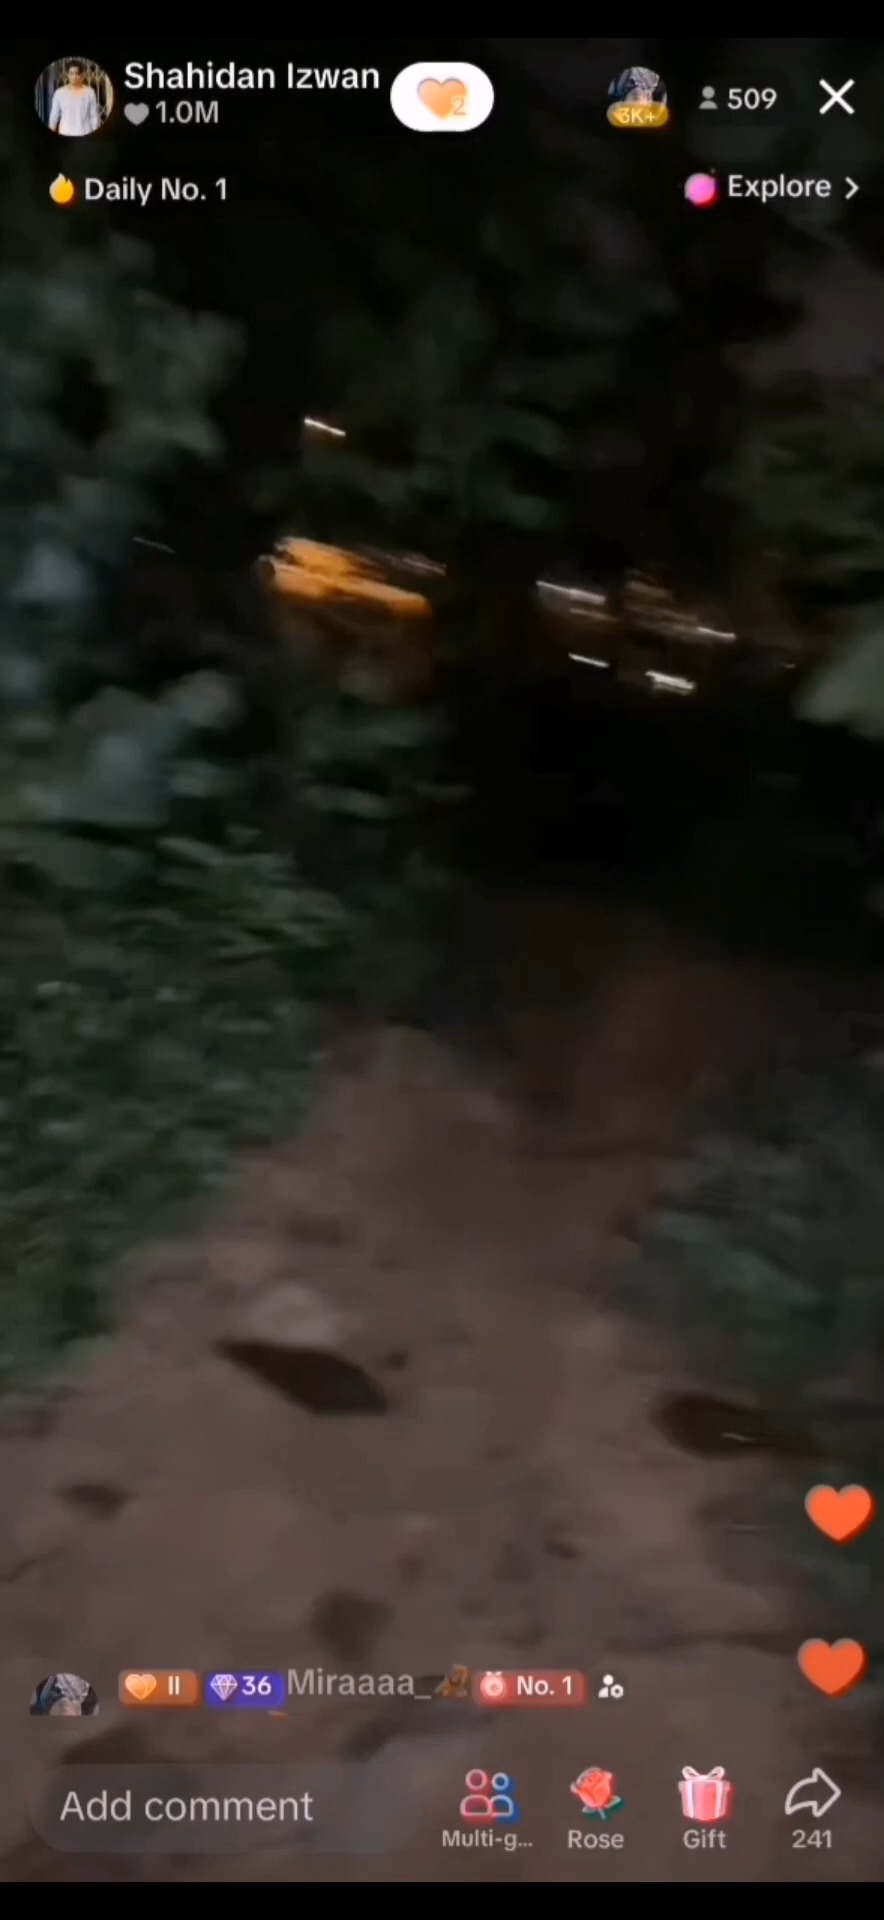 Shahidan Izwan
1.0M
2
3K+
509
Daily No. 1
Explore
II
36
Miraaaa_
No. 1
Add comment
Multi-g...
Rose
Gift
241